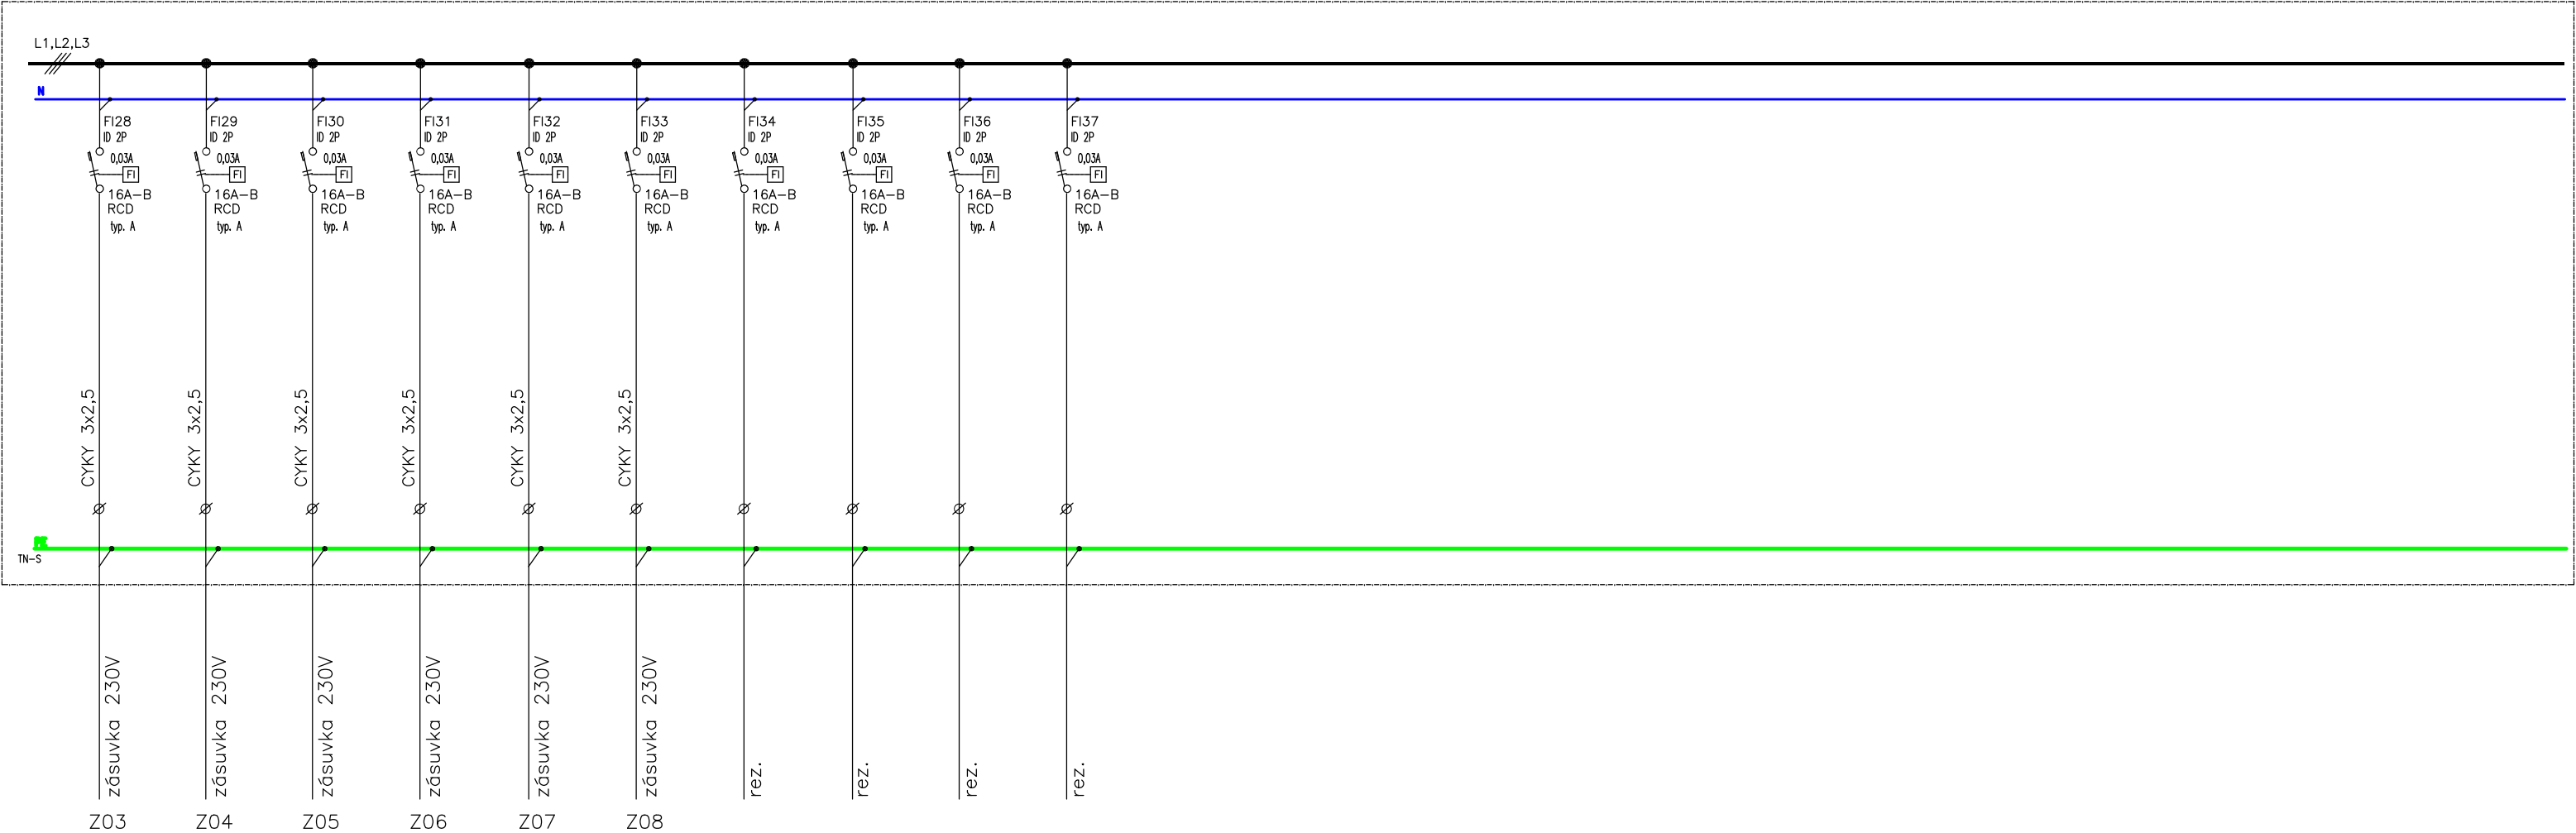 L1,L2,L3
N
FI28 FI29 FI30 FI31 FI32 FI33 FI34 FI35 FI36 FI37
ID 2P ID 2P ID 2P ID 2P ID 2P ID 2P ID 2P ID 2P ID 2P ID 2P
0,03A 0,03A 0,03A 0,03A 0,03A 0,03A 0,03A 0,03A 0,03A 0,03A
FI FI FI FI FI FI FI FI FI FI
16A-B 16A-B 16A-B 16A-B 16A-B 16A-B 16A-B 16A-B 16A-B 16A-B
RCD RCD RCD RCD RCD RCD RCD RCD RCD RCD
typ. A typ. A typ. A typ. A typ. A typ. A typ. A typ. A typ. A typ. A
CYKY 3x2,5
CYKY 3x2,5
CYKY 3x2,5
CYKY 3x2,5
CYKY 3x2,5
CYKY 3x2,5
PE
TN-S
zásuvka 230V
zásuvka 230V
zásuvka 230V
zásuvka 230V
zásuvka 230V
zásuvka 230V
rez.
rez.
rez.
rez.
Z03 Z04 Z05 Z06 Z07 Z08